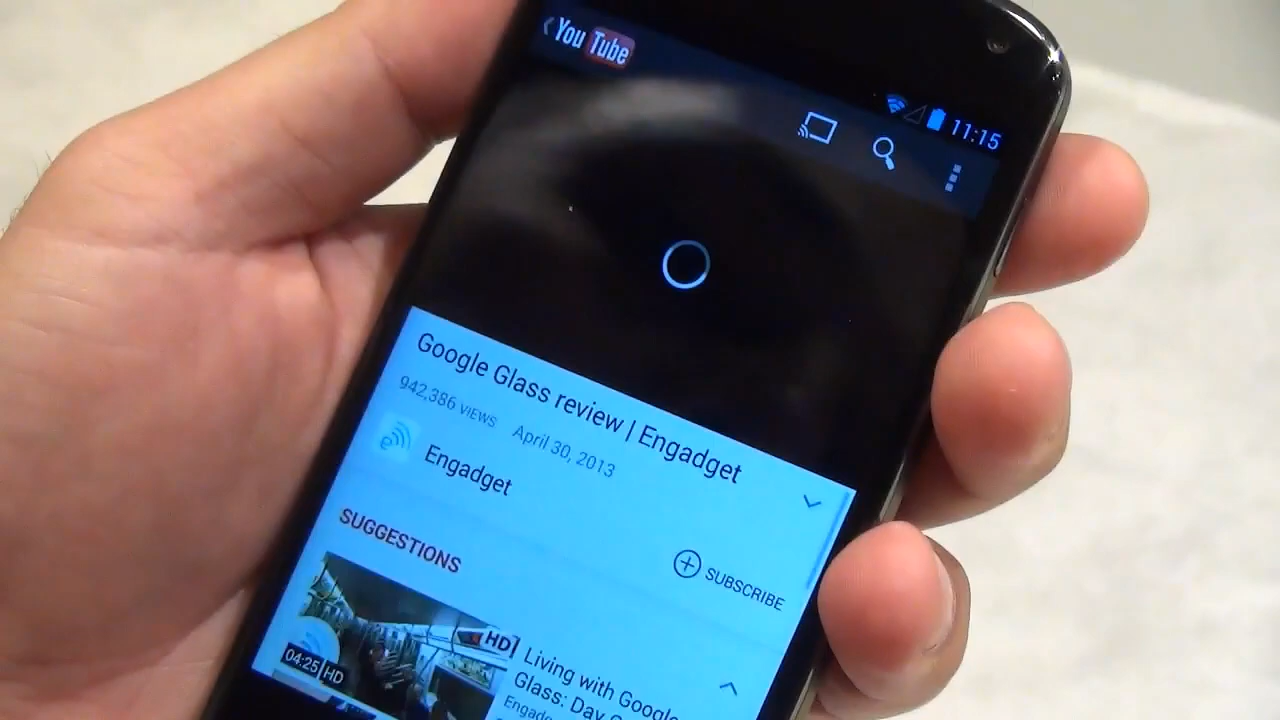 YouTube
11:15
Google Glass review | Engadget
942,386 VIEWS April 30, 2013
Engadget
SUBSCRIBE
SUGGESTIONS
HD
04:25 HD
Living with Google
Glass: Day